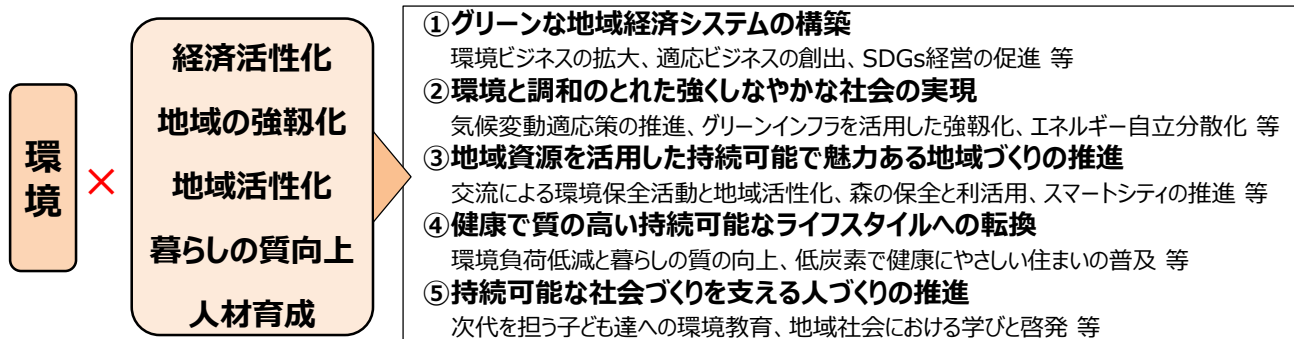 環境
×
経済活性化
地域の強靱化
地域活性化
暮らしの質向上
人材育成
①グリーンな地域経済システムの構築
環境ビジネスの拡大、適応ビジネスの創出、SDGs経営の促進 等
②環境と調和のとれた強くしなやかな社会の実現
気候変動適応策の推進、グリーンインフラを活用した強靱化、エネルギー自立分散化 等
③地域資源を活用した持続可能で魅力ある地域づくりの推進
交流による環境保全活動と地域活性化、森の保全と利活用、スマートシティの推進 等
④健康で質の高い持続可能なライフスタイルへの転換
環境負荷低減と暮らしの質の向上、低炭素で健康にやさしい住まいの普及 等
⑤持続可能な社会づくりを支える人づくりの推進
次代を担う子ども達への環境教育、地域社会における学びと啓発 等